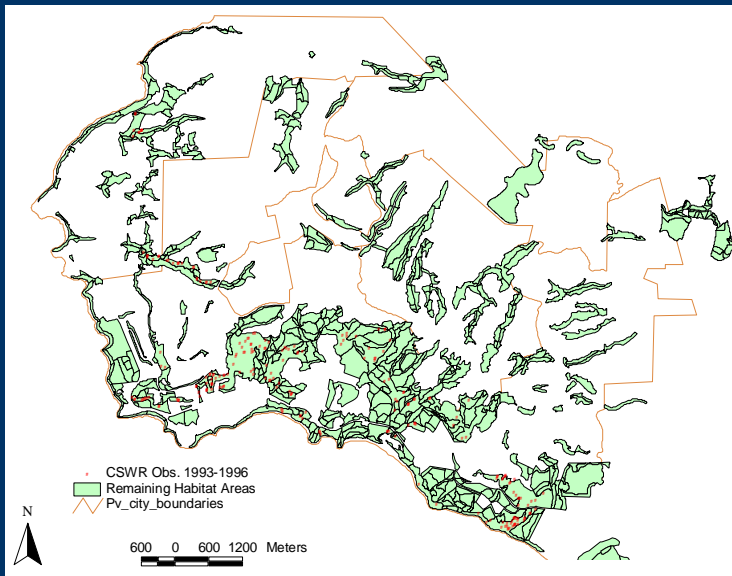 CSWR Obs. 1993-1996
Remaining Habitat Areas
Pv_city_boundaries
N
600 0 600 1200 Meters